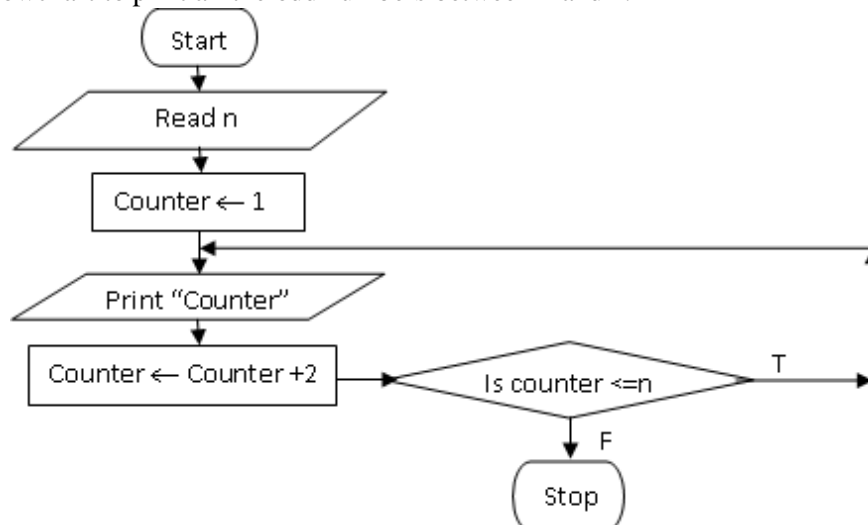 Start
Read n
Counter ← 1
Print “Counter”
Counter ← Counter +2
Is counter <=n
T
F
Stop